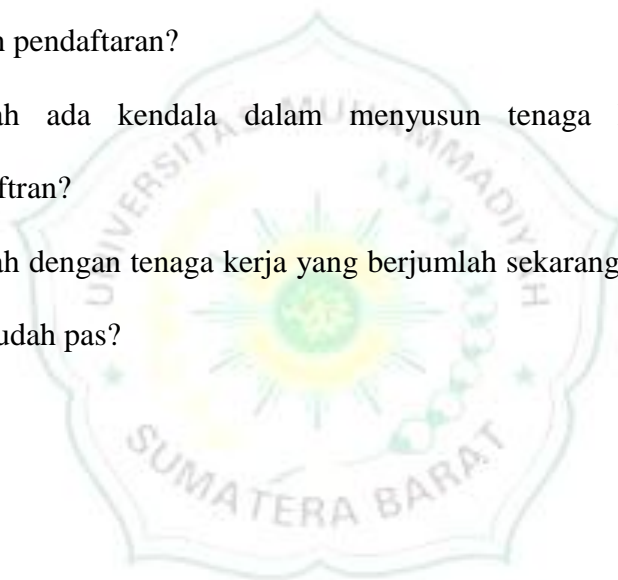 n pendaftaran?
ah ada kendala dalam menyusun tenaga
ftran?
ah dengan tenaga kerja yang berjumlah sekarang
udah pas?
UNIVERSITAS MUHAMMADIYAH
SUMATERA BARAT